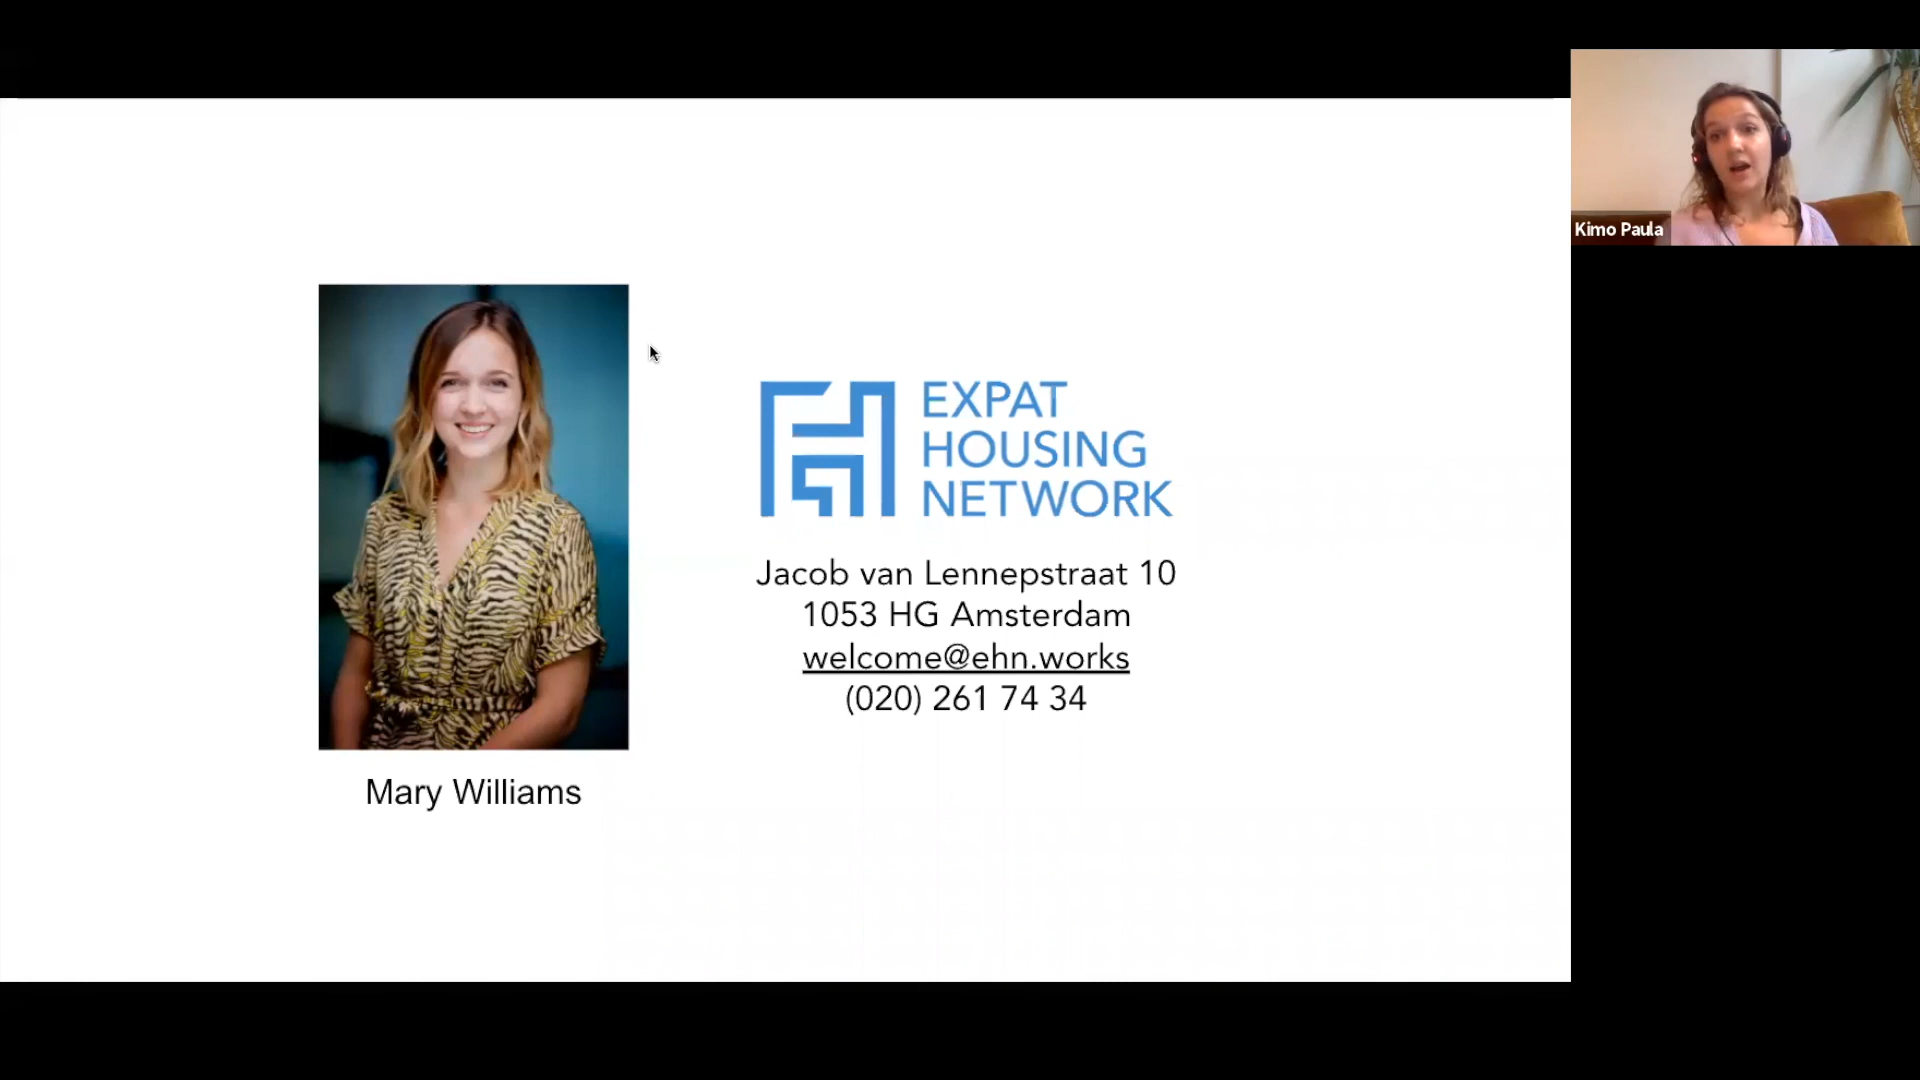 Kimo Paula
EXPAT
HOUSING
NETWORK
Jacob van Lennepstraat 10
1053 HG Amsterdam
welcome@ehn.works
(020) 261 74 34
Mary Williams